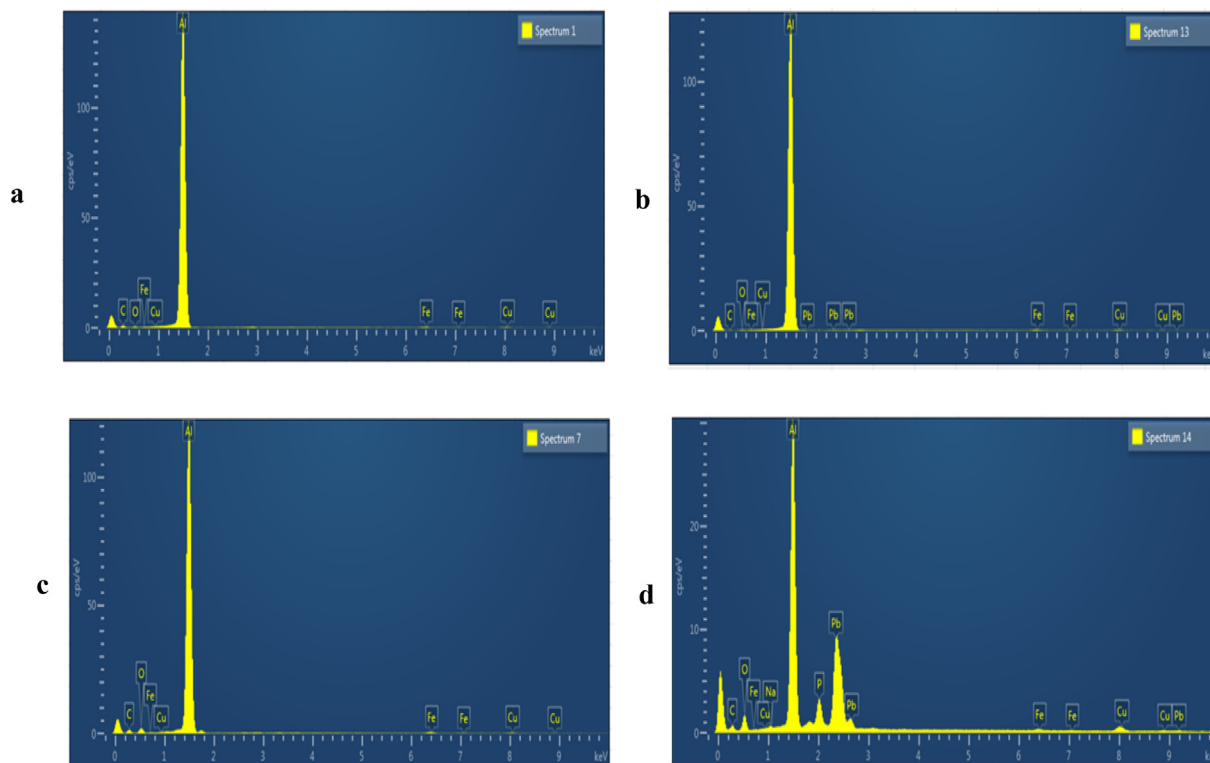 a
Spectrum 1
cps/eV
100
50
0
Al
C
O
Fe
Cu
Fe
Fe
Cu
Cu
0 1 2 3 4 5 6 7 8 9 keV
b
Spectrum 13
cps/eV
100
50
0
Al
C
O
Fe
Cu
Pb
Pb
Pb
Fe
Fe
Cu
Cu
Pb
0 1 2 3 4 5 6 7 8 9 keV
c
Spectrum 7
cps/eV
100
50
0
Al
C
O
Fe
Cu
Fe
Fe
Cu
Cu
0 1 2 3 4 5 6 7 8 9 keV
d
Spectrum 14
cps/eV
20
10
0
Al
C
O
Fe
Cu
Na
P
Pb
Pb
Fe
Fe
Cu
Cu
Pb
0 1 2 3 4 5 6 7 8 9 keV